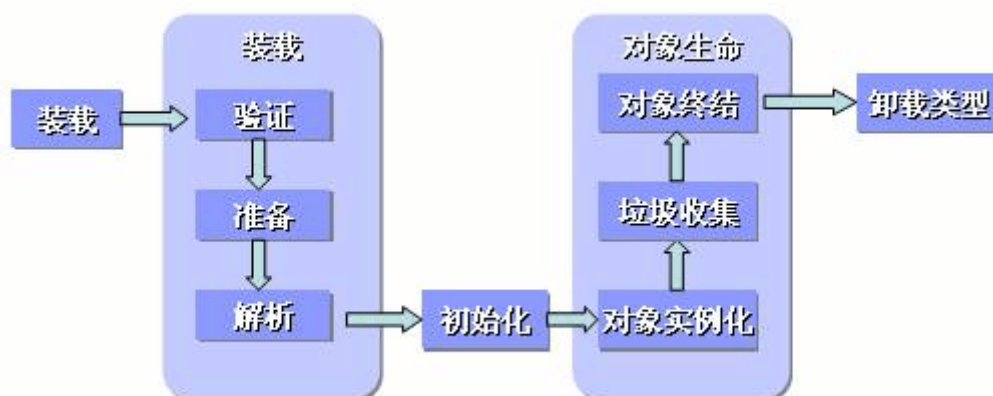 装载
装载
验证
准备
解析
初始化
对象生命
对象终结
垃圾收集
对象实例化
卸载类型